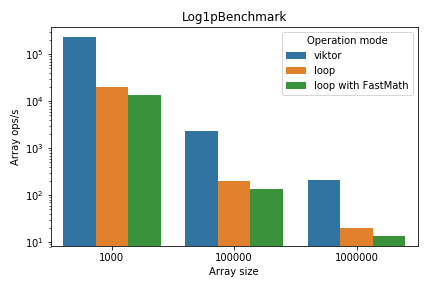 Log1pBenchmark
Operation mode
viktor
loop
loop with FastMath
Array ops/s
10^5
10^4
10^3
10^2
10^1
1000
100000
1000000
Array size